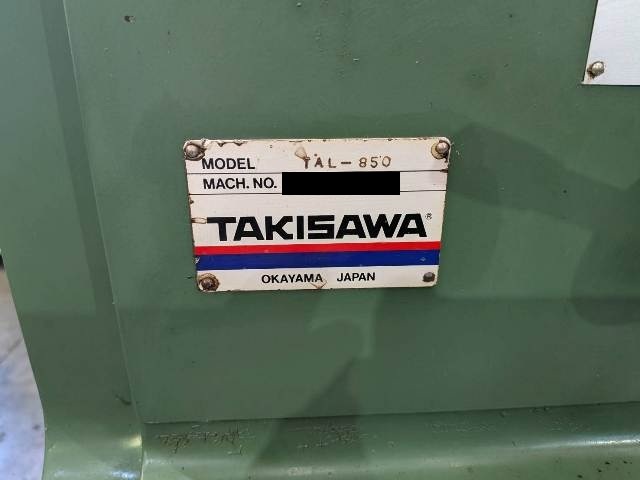 MODEL TAL-850
MACH. NO.
TAKISAWA®
OKAYAMA JAPAN